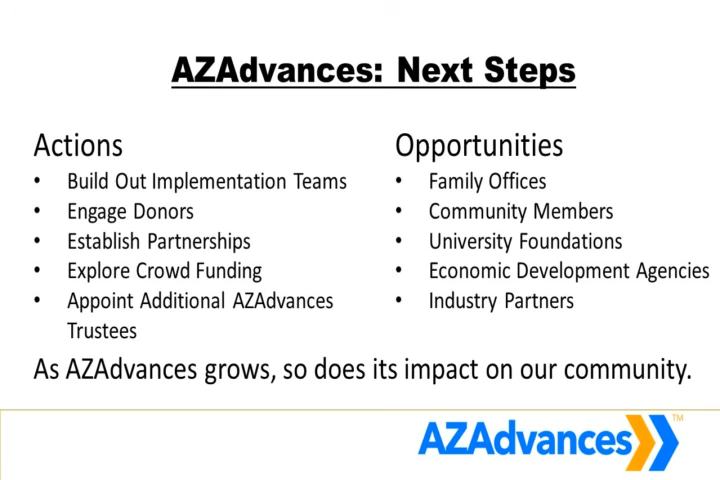 AZAdvances: Next Steps
Actions
• Build Out Implementation Teams
• Engage Donors
• Establish Partnerships
• Explore Crowd Funding
• Appoint Additional AZAdvances
Trustees
Opportunities
• Family Offices
• Community Members
• University Foundations
• Economic Development Agencies
• Industry Partners
As AZAdvances grows, so does its impact on our community.
AZAdvances TM